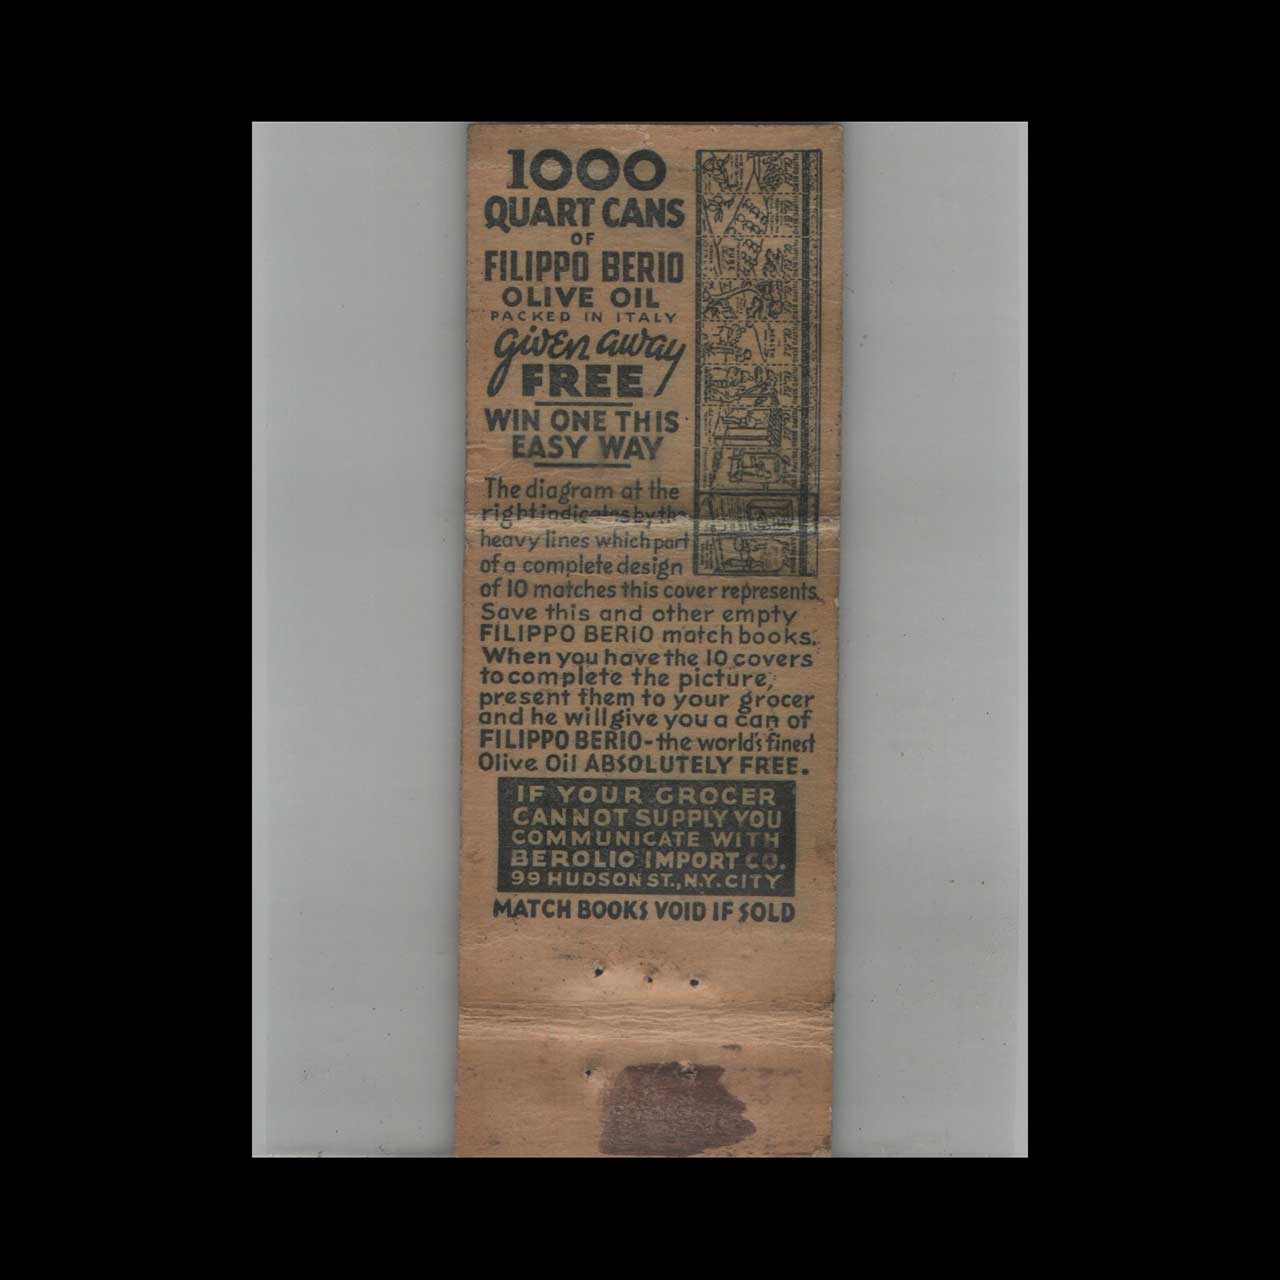 1000
QUART CANS
OF
FILIPPO BERIO
OLIVE OIL
PACKED IN ITALY
given away
FREE
WIN ONE THIS
EASY WAY
The diagram at the
right indicates by the
heavy lines which part
of a complete design
of 10 matches this cover represents.
Save this and other empty
FILIPPO BERIO match books.
When you have the 10 covers
to complete the picture,
present them to your grocer
and he will give you a can of
FILIPPO BERIO - the world's finest
Olive Oil ABSOLUTELY FREE.
IF YOUR GROCER
CANNOT SUPPLY YOU
COMMUNICATE WITH
BEROLIO IMPORT CO.
99 HUDSON ST., N.Y. CITY
MATCH BOOKS VOID IF SOLD